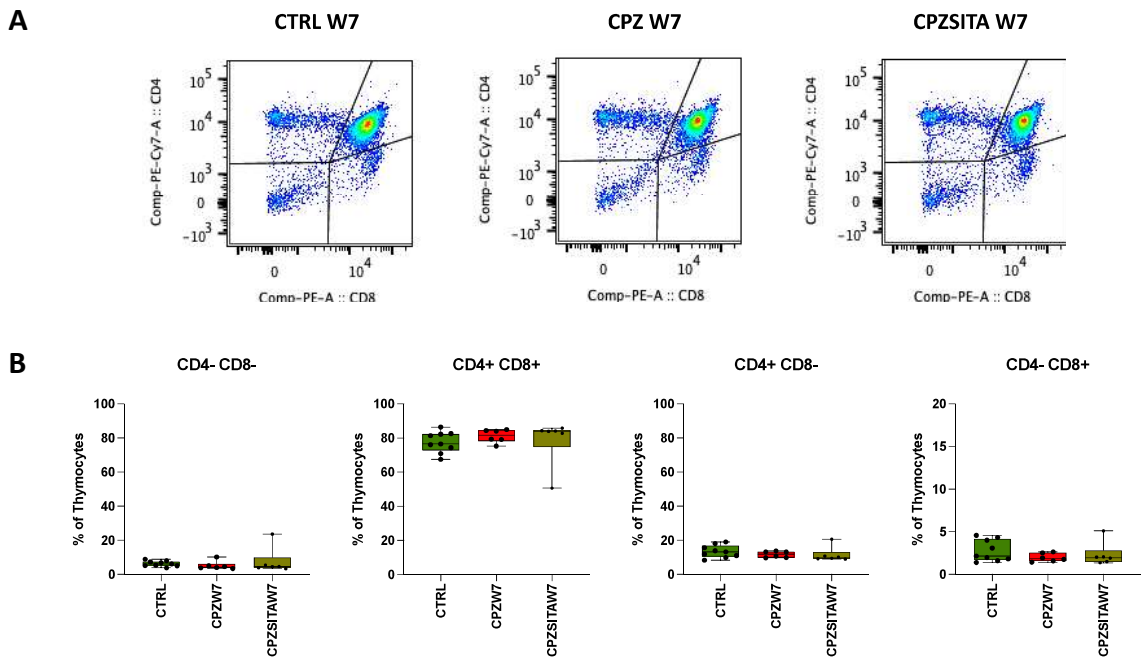 A
CTRL W7
CPZ W7
CPZSITA W7
Comp-PE-Cy7-A :: CD4
10^5
10^4
10^3
0
-10^3
0
10^4
Comp-PE-A :: CD8
Comp-PE-Cy7-A :: CD4
10^5
10^4
10^3
0
-10^3
0
10^4
Comp-PE-A :: CD8
Comp-PE-Cy7-A :: CD4
10^5
10^4
10^3
0
-10^3
0
10^4
Comp-PE-A :: CD8
B
CD4- CD8-
% of Thymocytes
100
80
60
40
20
0
CTRL
CPZW7
CPZSITAW7
CD4+ CD8+
% of Thymocytes
100
80
60
40
20
0
CTRL
CPZW7
CPZSITAW7
CD4+ CD8-
% of Thymocytes
100
80
60
40
20
0
CTRL
CPZW7
CPZSITAW7
CD4- CD8+
% of Thymocytes
20
15
10
5
0
CTRL
CPZW7
CPZSITAW7